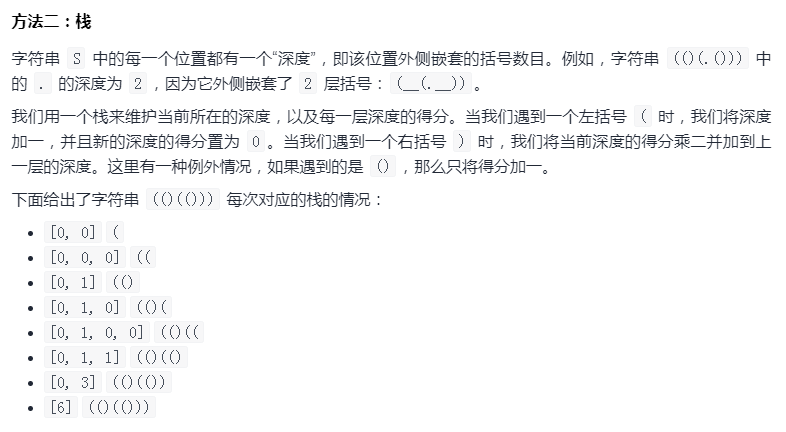 方法二：栈
字符串 S 中的每一个位置都有一个“深度”，即该位置外侧嵌套的括号数目。例如，字符串 (()(.())) 中
的 . 的深度为 2 ，因为它外侧嵌套了 2 层括号： (__(.__)) 。
我们用一个栈来维护当前所在的深度，以及每一层深度的得分。当我们遇到一个左括号 ( 时，我们将深度
加一，并且新的深度的得分置为 0 。当我们遇到一个右括号 ) 时，我们将当前深度的得分乘二并加到上
一层的深度。这里有一种例外情况，如果遇到的是 () ，那么只将得分加一。
下面给出了字符串 (()(())) 每次对应的栈的情况：
• [0, 0] (
• [0, 0, 0] ((
• [0, 1] (()
• [0, 1, 0] (()(
• [0, 1, 0, 0] (()((
• [0, 1, 1] (()(()
• [0, 3] (()(())
• [6] (()(()))